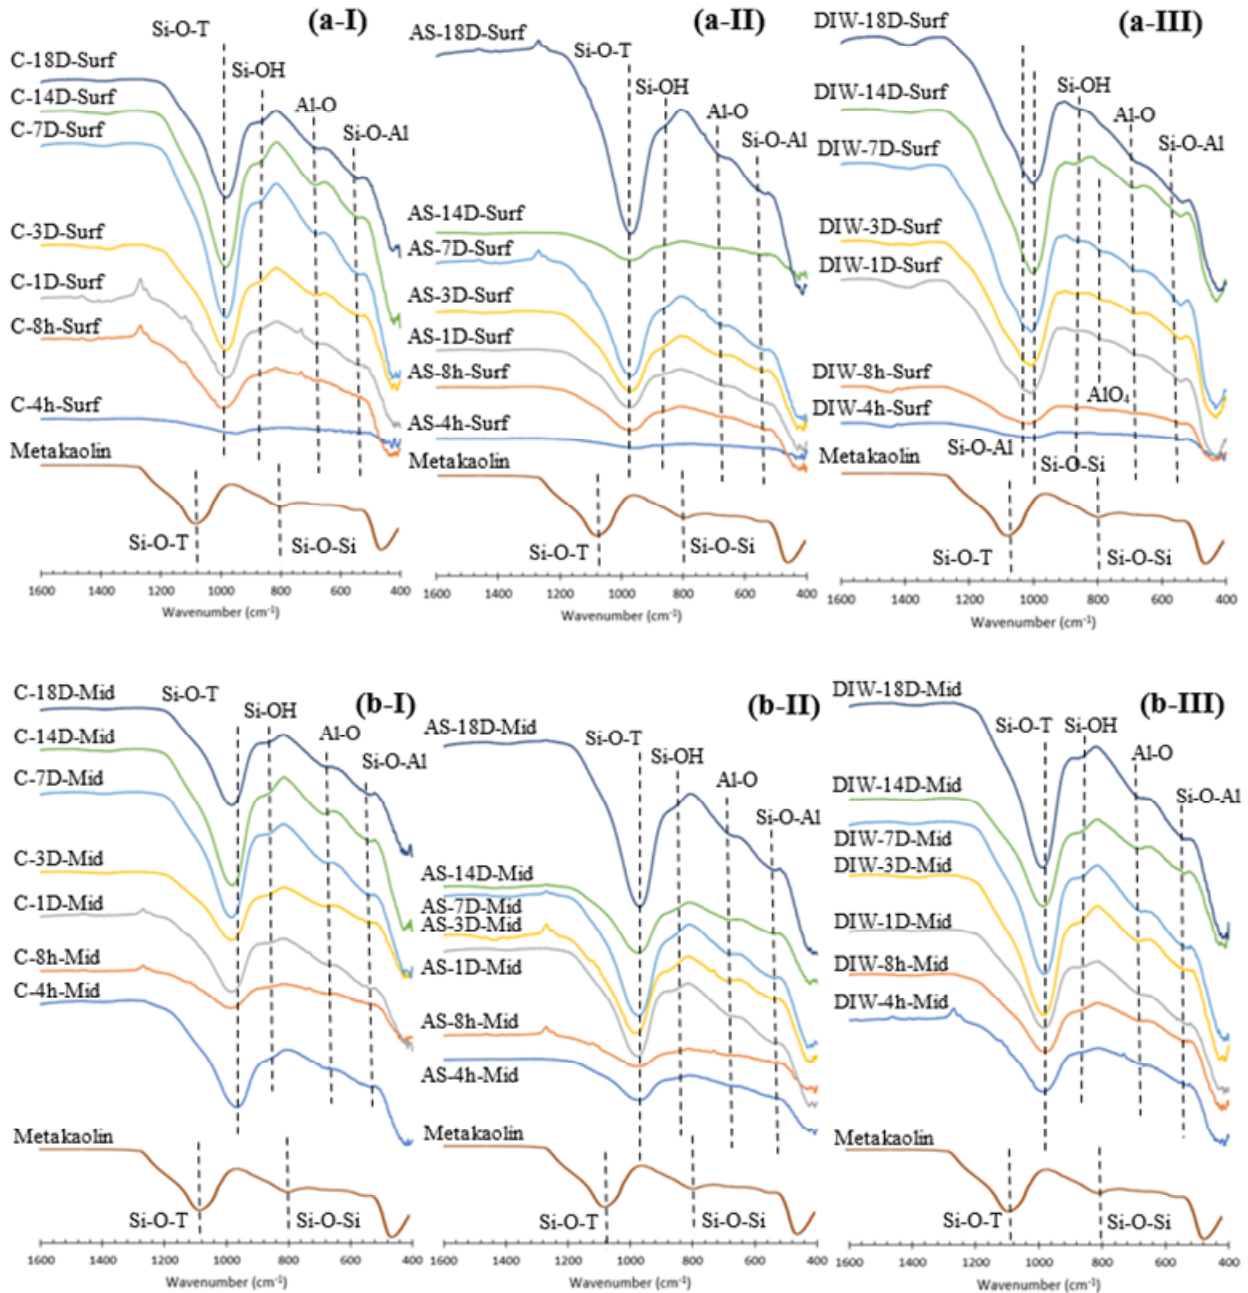 (a-I)
Si-O-T
C-18D-Surf
Si-OH
C-14D-Surf
Al-O
C-7D-Surf
Si-O-Al
C-3D-Surf
C-1D-Surf
C-8h-Surf
C-4h-Surf
Metakaolin
Si-O-T
Si-O-Si
1600 1400 1200 1000 800 600 400
Wavenumber (cm⁻¹)
(a-II)
AS-18D-Surf
Si-O-T
Si-OH
Al-O
Si-O-Al
AS-14D-Surf
AS-7D-Surf
AS-3D-Surf
AS-1D-Surf
AS-8h-Surf
AS-4h-Surf
Metakaolin
Si-O-T
Si-O-Si
1600 1400 1200 1000 800 600 400
Wavenumber (cm⁻¹)
(a-III)
DIW-18D-Surf
Si-OH
DIW-14D-Surf
Al-O
Si-O-Al
DIW-7D-Surf
DIW-3D-Surf
DIW-1D-Surf
DIW-8h-Surf
AlO₄
DIW-4h-Surf
Si-O-Al
Metakaolin
Si-O-Si
Si-O-T
Si-O-Si
1600 1400 1200 1000 800 600 400
Wavenumber (cm⁻¹)
(b-I)
C-18D-Mid
Si-O-T
Si-OH
C-14D-Mid
Al-O
Si-O-Al
C-7D-Mid
C-3D-Mid
C-1D-Mid
C-8h-Mid
C-4h-Mid
Metakaolin
Si-O-T
Si-O-Si
1600 1400 1200 1000 800 600 400
Wavenumber (cm⁻¹)
(b-II)
AS-18D-Mid
Si-O-T
Si-OH
Al-O
Si-O-Al
AS-14D-Mid
AS-7D-Mid
AS-3D-Mid
AS-1D-Mid
AS-8h-Mid
AS-4h-Mid
Metakaolin
Si-O-T
Si-O-Si
1600 1400 1200 1000 800 600 400
Wavenumber (cm⁻¹)
(b-III)
DIW-18D-Mid
Si-O-T
Si-OH
Al-O
DIW-14D-Mid
Si-O-Al
DIW-7D-Mid
DIW-3D-Mid
DIW-1D-Mid
DIW-8h-Mid
DIW-4h-Mid
Metakaolin
Si-O-T
Si-O-Si
1600 1400 1200 1000 800 600 400
Wavenumber (cm⁻¹)